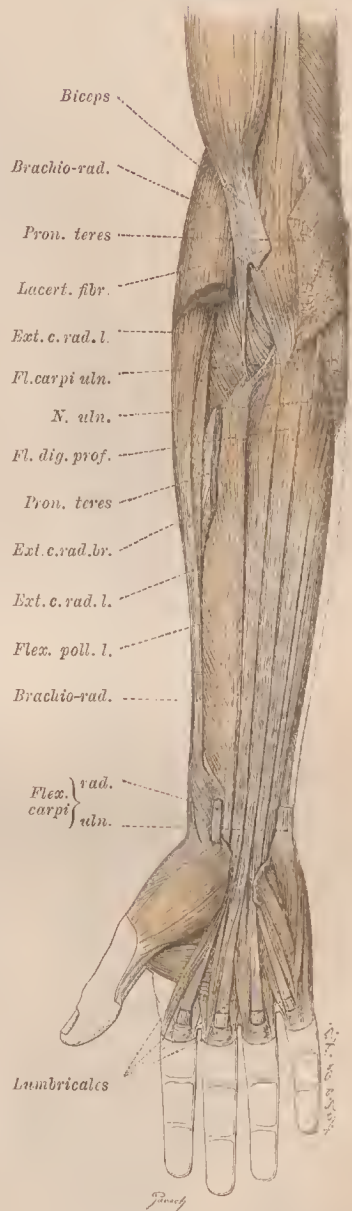 Biceps
Brachio-rad.
Pron. teres
Lacert. fibr.
Ext. c. rad. l.
Fl. carpi uln.
N. uln.
Fl. dig. prof.
Pron. teres
Ext. c. rad. br.
Ext. c. rad. l.
Flex. poll. l.
Brachio-rad.
Flex. carpi { rad.
uln.
Lumbricales